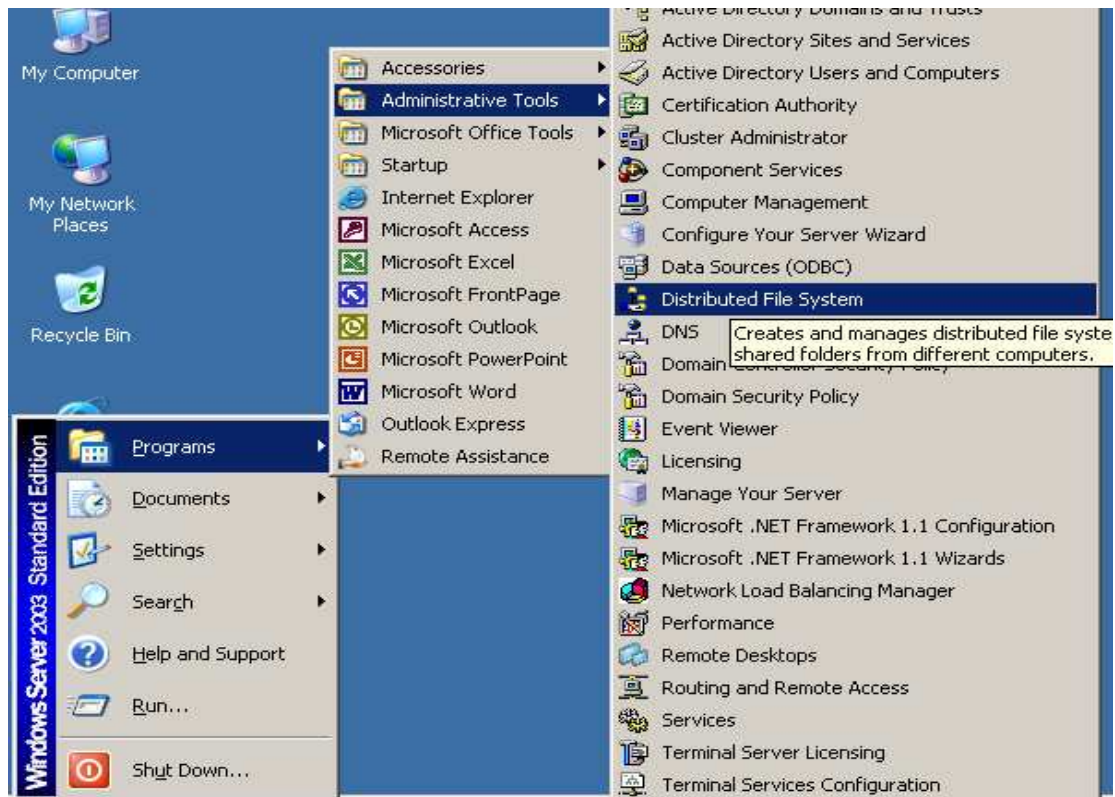 My Computer
My Network
Places
Recycle Bin
Windows Server 2003 Standard Edition
Programs
Documents
Settings
Search
Help and Support
Run...
Shut Down...
Accessories
Administrative Tools
Microsoft Office Tools
Startup
Internet Explorer
Microsoft Access
Microsoft Excel
Microsoft FrontPage
Microsoft Outlook
Microsoft PowerPoint
Microsoft Word
Outlook Express
Remote Assistance
Active Directory Domains and Trusts
Active Directory Sites and Services
Active Directory Users and Computers
Certification Authority
Cluster Administrator
Component Services
Computer Management
Configure Your Server Wizard
Data Sources (ODBC)
Distributed File System
DNS
Creates and manages distributed file syste
shared folders from different computers.
Domain Controller Security Policy
Domain Security Policy
Event Viewer
Licensing
Manage Your Server
Microsoft .NET Framework 1.1 Configuration
Microsoft .NET Framework 1.1 Wizards
Network Load Balancing Manager
Performance
Remote Desktops
Routing and Remote Access
Services
Terminal Server Licensing
Terminal Services Configuration